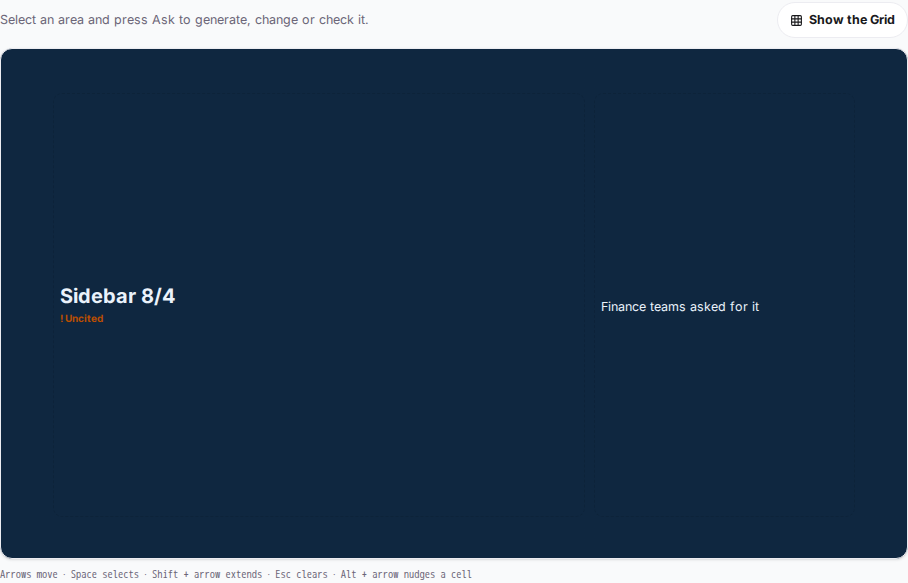 Select an area and press Ask to generate, change or check it.
Show the Grid
Sidebar 8/4
! Uncited
Finance teams asked for it
Arrows move · Space selects · Shift + arrow extends · Esc clears · Alt + arrow nudges a cell